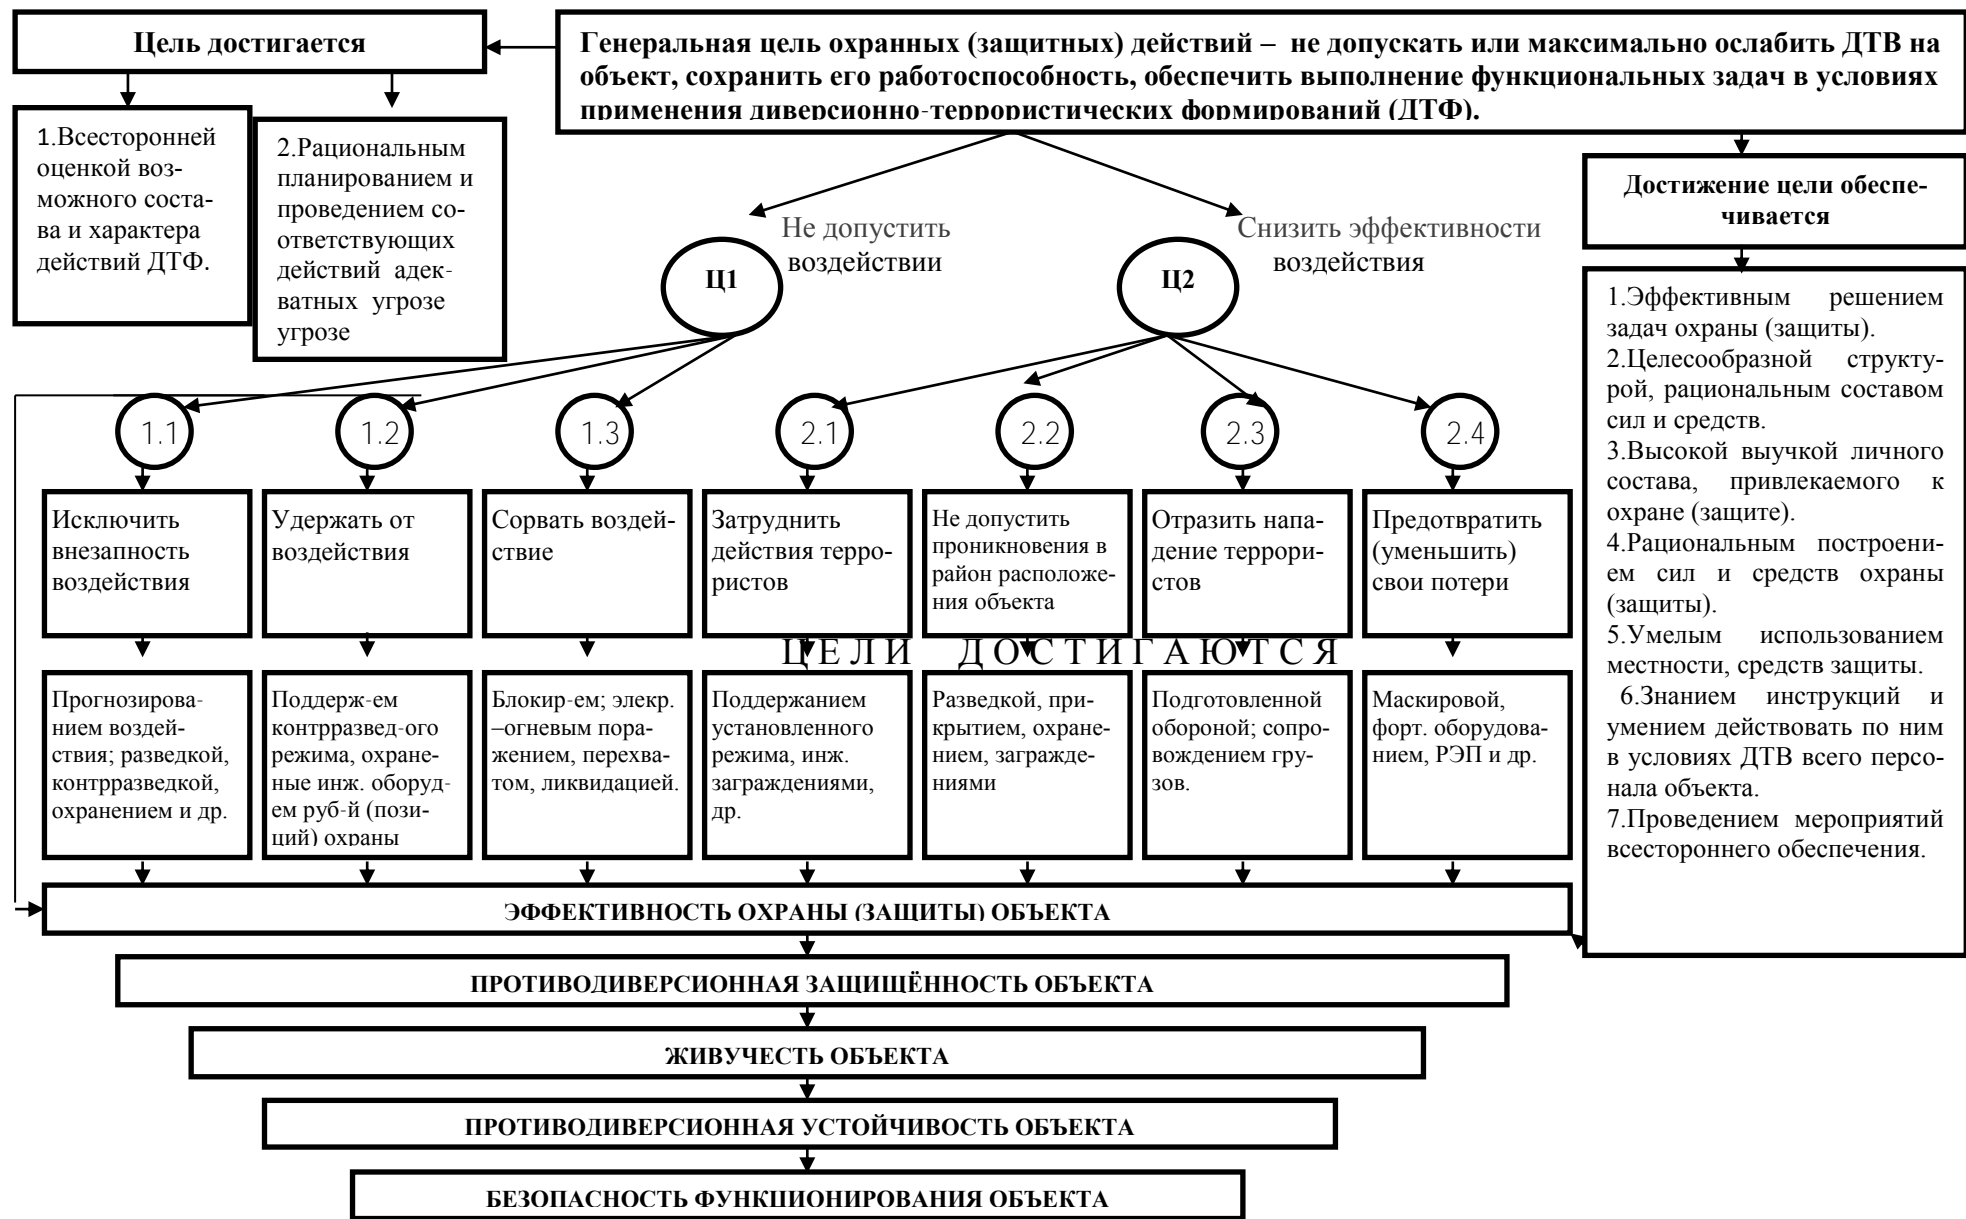 Цель достигается
Генеральная цель охранных (защитных) действий – не допускать или максимально ослабить ДТВ на
объект, сохранить его работоспособность, обеспечить выполнение функциональных задач в условиях
применения диверсионно-террористических формирований (ДТФ).
1.Всесторонней
оценкой воз-
можного соста-
ва и характера
действий ДТФ.
2.Рациональным
планированием и
проведением со-
ответствующих
действий адек-
ватных угрозе
угрозе
Не допустить
воздействии
Ц1
Снизить эффективности
воздействия
Ц2
Достижение цели обеспе-
чивается
1.Эффективным решением
задач охраны (защиты).
2.Целесообразной структу-
рой, рациональным составом
сил и средств.
3.Высокой выучкой личного
состава, привлекаемого к
охране (защите).
4.Рациональным построени-
ем сил и средств охраны
(защиты).
5.Умелым использованием
местности, средств защиты.
6.Знанием инструкций и
умением действовать по ним
в условиях ДТВ всего персо-
нала объекта.
7.Проведением мероприятий
всестороннего обеспечения.
1.1
1.2
1.3
2.1
2.2
2.3
2.4
Исключить
внезапность
воздействия
Удержать от
воздействия
Сорвать воздей-
ствие
Затруднить
действия терро-
ристов
Не допустить
проникновения в
район расположе-
ния объекта
Отразить напа-
дение террори-
стов
Предотвратить
(уменьшить)
свои потери
ЦЕЛИ ДОСТИГАЮТСЯ
Прогнозирова-
нием воздей-
ствия; разведкой,
контрразведкой,
охранением и др.
Поддерж-ем
контрразвед-ого
режима, охране-
ные инж. оборуд-
ем руб-й (пози-
ций) охраны
Блокир-ем; элекр.
–огневым пора-
жением, перехва-
том, ликвидацией.
Поддержанием
установленного
режима, инж.
заграждениями,
др.
Разведкой, при-
крытием, охране-
нием, загражде-
ниями
Подготовленной
обороной; сопро-
вождением гру-
зов.
Маскировой,
форт. оборудова-
нием, РЭП и др.
ЭФФЕКТИВНОСТЬ ОХРАНЫ (ЗАЩИТЫ) ОБЪЕКТА
ПРОТИВОДИВЕРСИОННАЯ ЗАЩИЩЁННОСТЬ ОБЪЕКТА
ЖИВУЧЕСТЬ ОБЪЕКТА
ПРОТИВОДИВЕРСИОННАЯ УСТОЙЧИВОСТЬ ОБЪЕКТА
БЕЗОПАСНОСТЬ ФУНКЦИОНИРОВАНИЯ ОБЪЕКТА